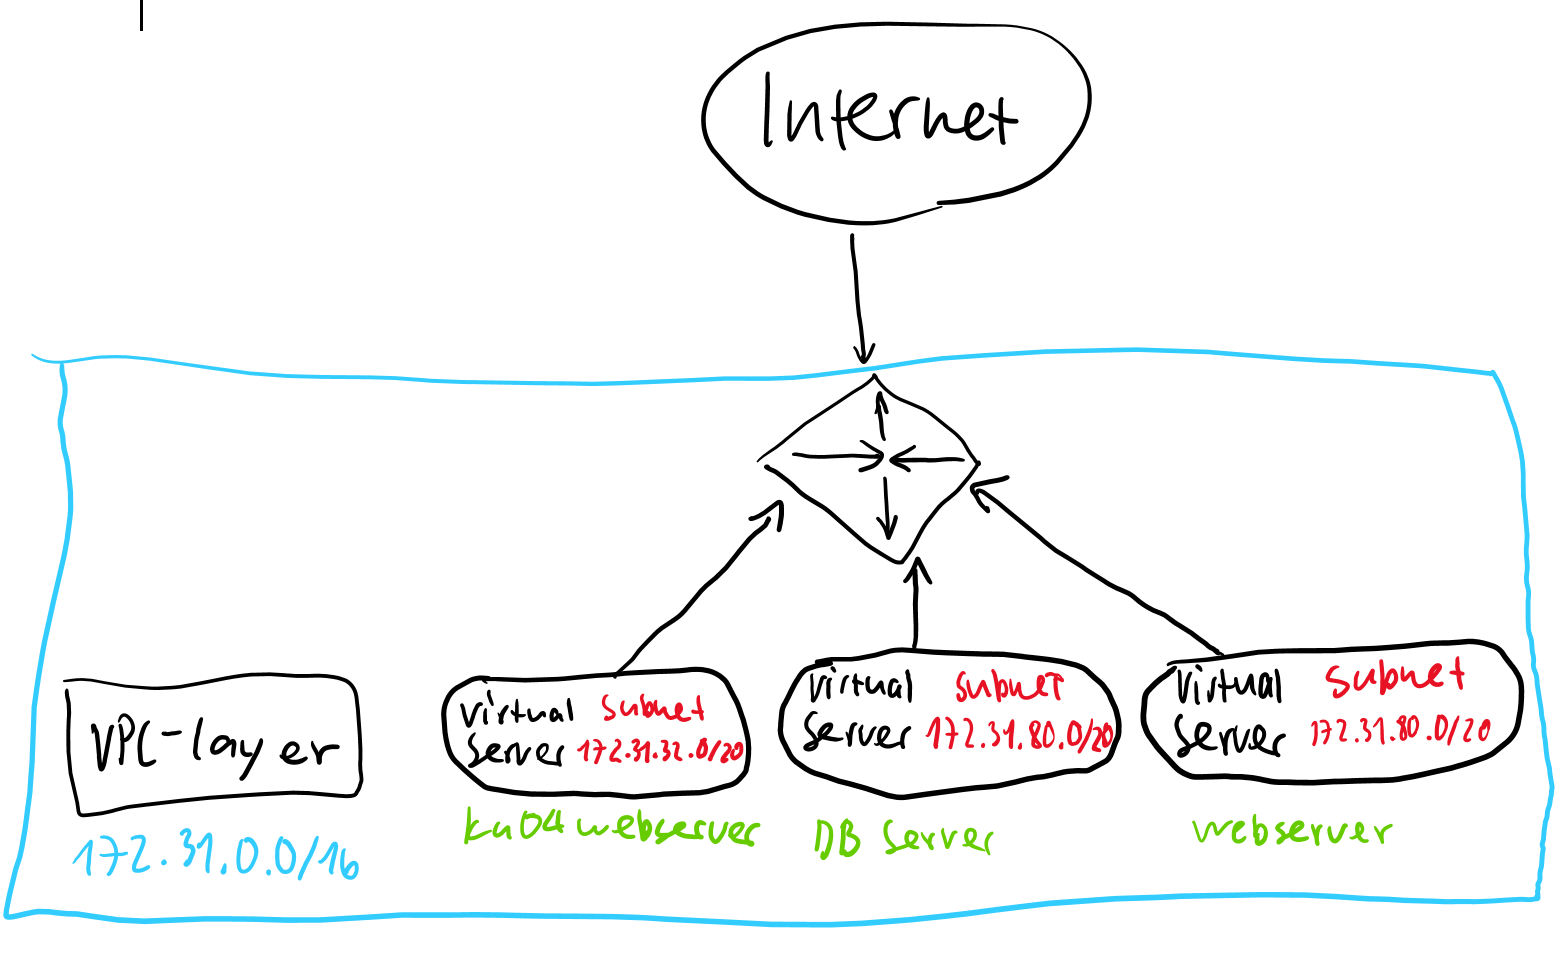 Internet
VPC-layer
172.31.0.0/16
Virtual Subnet
Server 172.31.32.0/20
kn04 webserver
Virtual Subnet
Server 172.31.80.0/20
DB Server
Virtual Subnet
Server 172.31.80.0/20
webserver